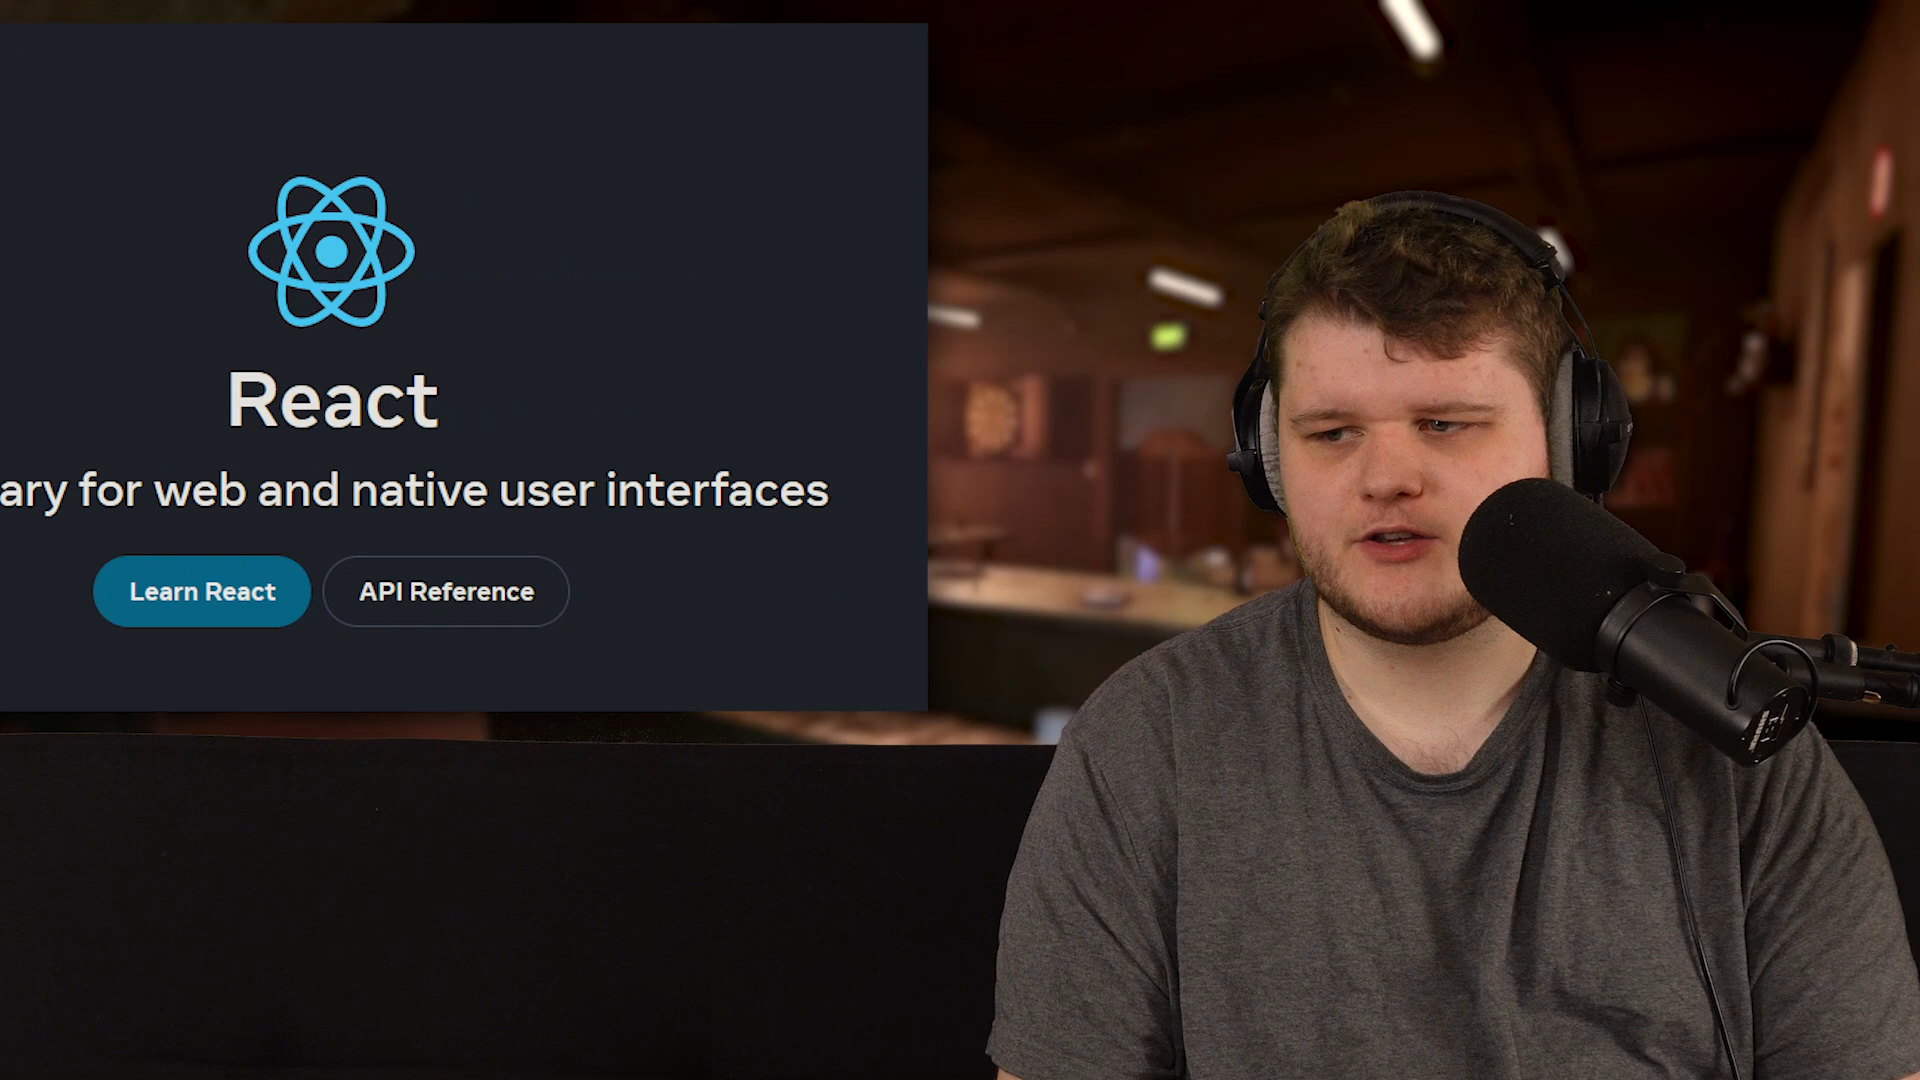 React
ary for web and native user interfaces
Learn React
API Reference